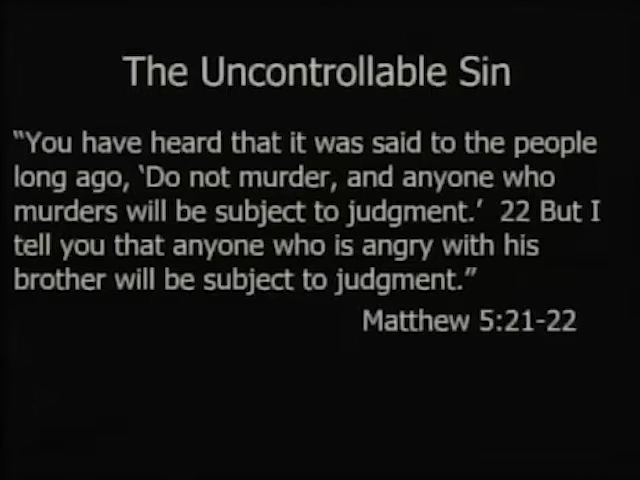 The Uncontrollable Sin
"You have heard that it was said to the people
long ago, ‘Do not murder, and anyone who
murders will be subject to judgment.’ 22 But I
tell you that anyone who is angry with his
brother will be subject to judgment.”
Matthew 5:21-22